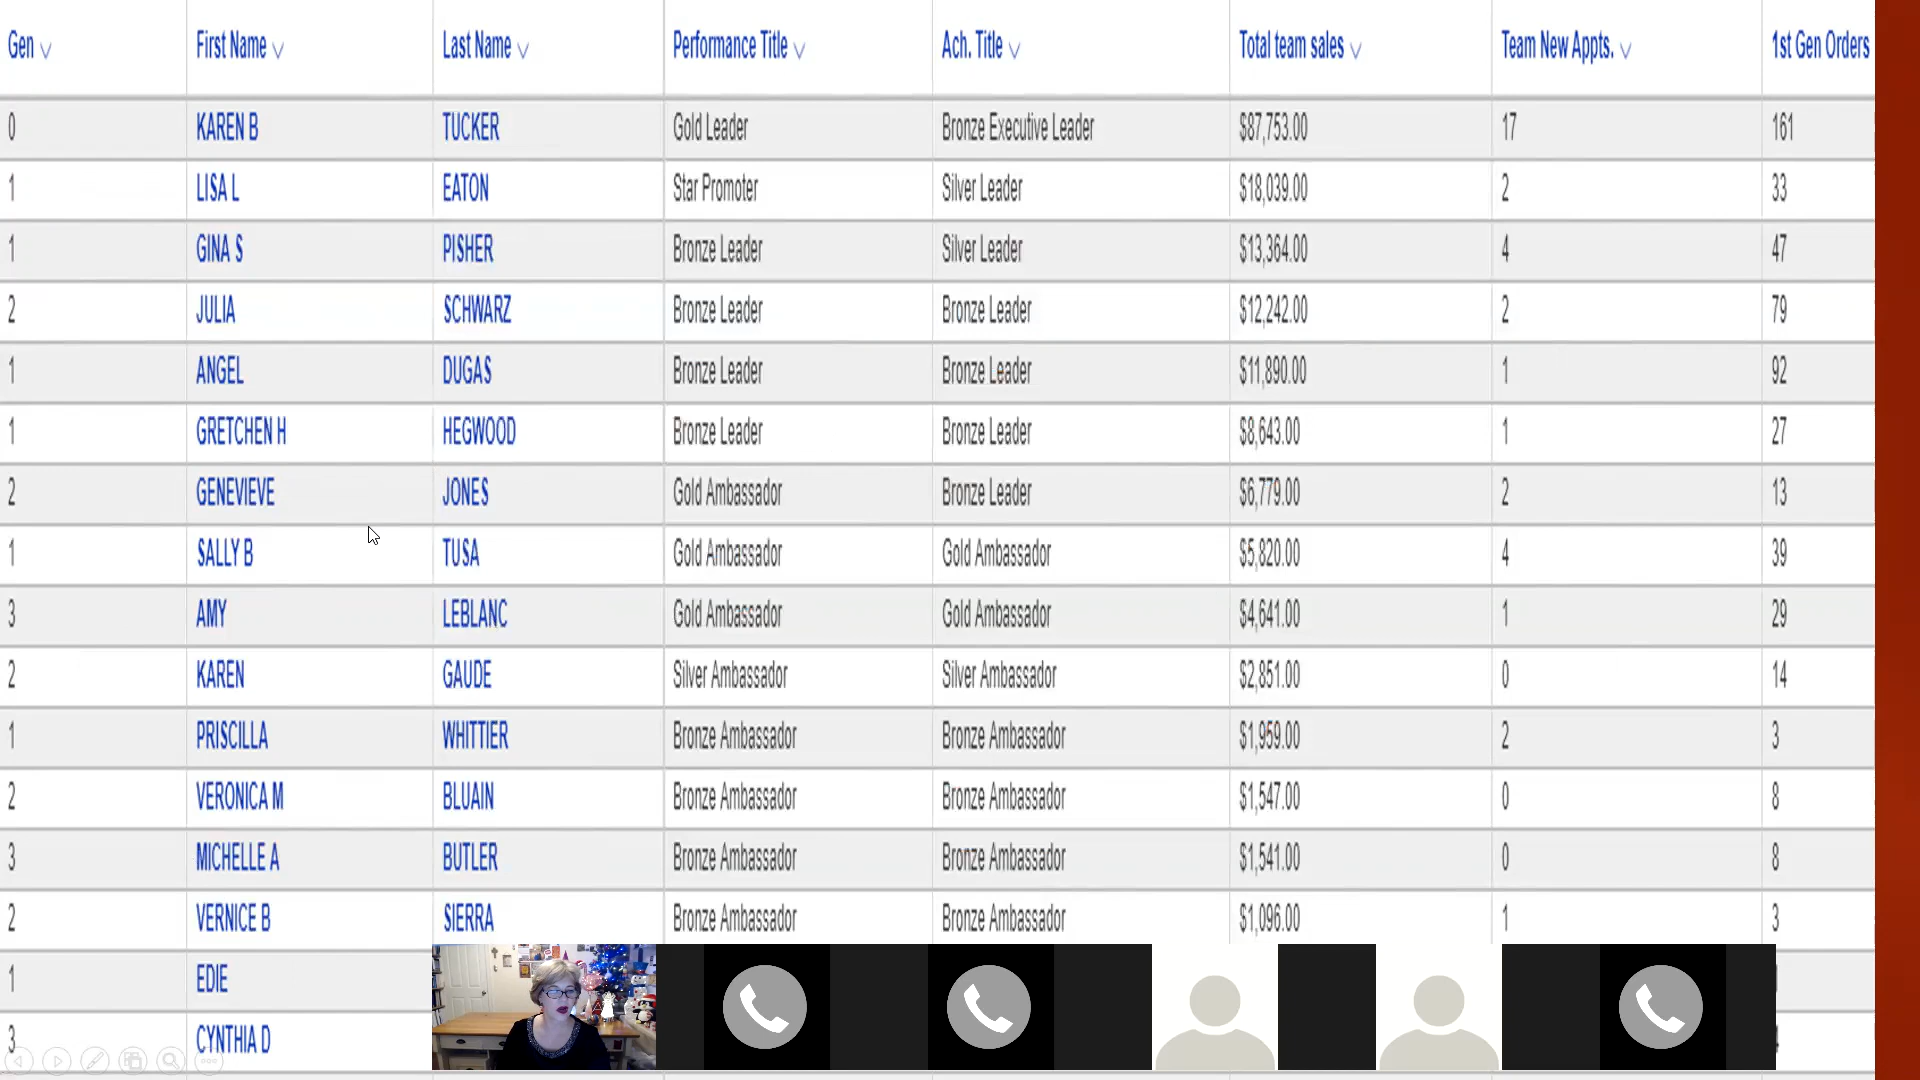 Gen First Name Last Name Performance Title Ach. Title Total team sales Team New Appts. 1st Gen Orders
0 KAREN B TUCKER Gold Leader Bronze Executive Leader $87,753.00 17 161
1 LISA L EATON Star Promoter Silver Leader $18,039.00 2 33
1 GINA S PISHER Bronze Leader Silver Leader $13,364.00 4 47
2 JULIA SCHWARZ Bronze Leader Bronze Leader $12,242.00 2 79
1 ANGEL DUGAS Bronze Leader Bronze Leader $11,890.00 1 92
1 GRETCHEN H HEGWOOD Bronze Leader Bronze Leader $8,643.00 1 27
2 GENEVIEVE JONES Gold Ambassador Bronze Leader $6,779.00 2 13
1 SALLY B TUSA Gold Ambassador Gold Ambassador $5,820.00 4 39
3 AMY LEBLANC Gold Ambassador Gold Ambassador $4,641.00 1 29
2 KAREN GAUDE Silver Ambassador Silver Ambassador $2,851.00 0 14
1 PRISCILLA WHITTIER Bronze Ambassador Bronze Ambassador $1,959.00 2 3
2 VERONICA M BLUAIN Bronze Ambassador Bronze Ambassador $1,547.00 0 8
3 MICHELLE A BUTLER Bronze Ambassador Bronze Ambassador $1,541.00 0 8
2 VERNICE B SIERRA Bronze Ambassador Bronze Ambassador $1,096.00 1 3
1 EDIE
3 CYNTHIA D